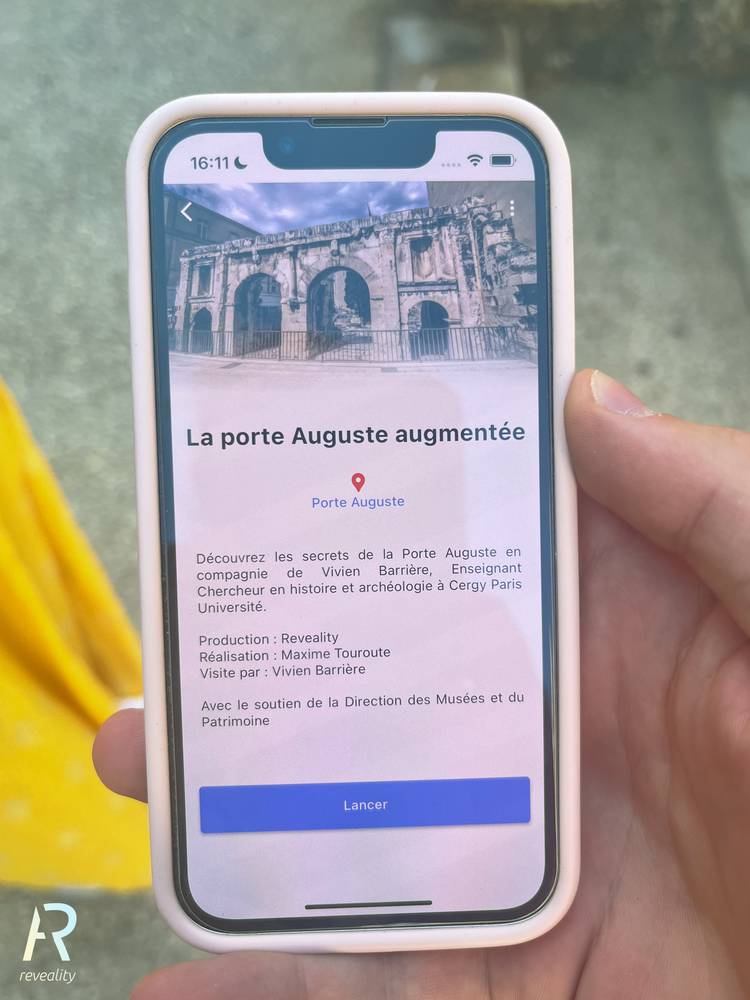 16:11
La porte Auguste augmentée
Porte Auguste
Découvrez les secrets de la Porte Auguste en
compagnie de Vivien Barrière, Enseignant
Chercheur en histoire et archéologie à Cergy Paris
Université.
Production : Reveality
Réalisation : Maxime Touroute
Visite par : Vivien Barrière
Avec le soutien de la Direction des Musées et du
Patrimoine
Lancer
AR
reveality